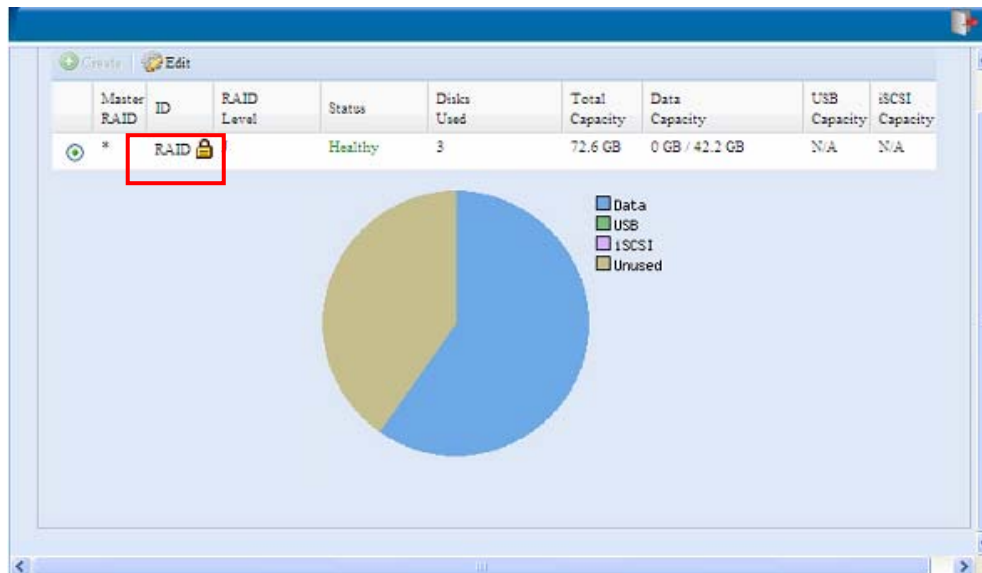 Create Edit
Master RAID ID RAID Level Status Disks Used Total Capacity Data Capacity USB Capacity iSCSI Capacity
* RAID Healthy 3 72.6 GB 0 GB / 42.2 GB N/A N/A
Data
USB
iSCSI
Unused